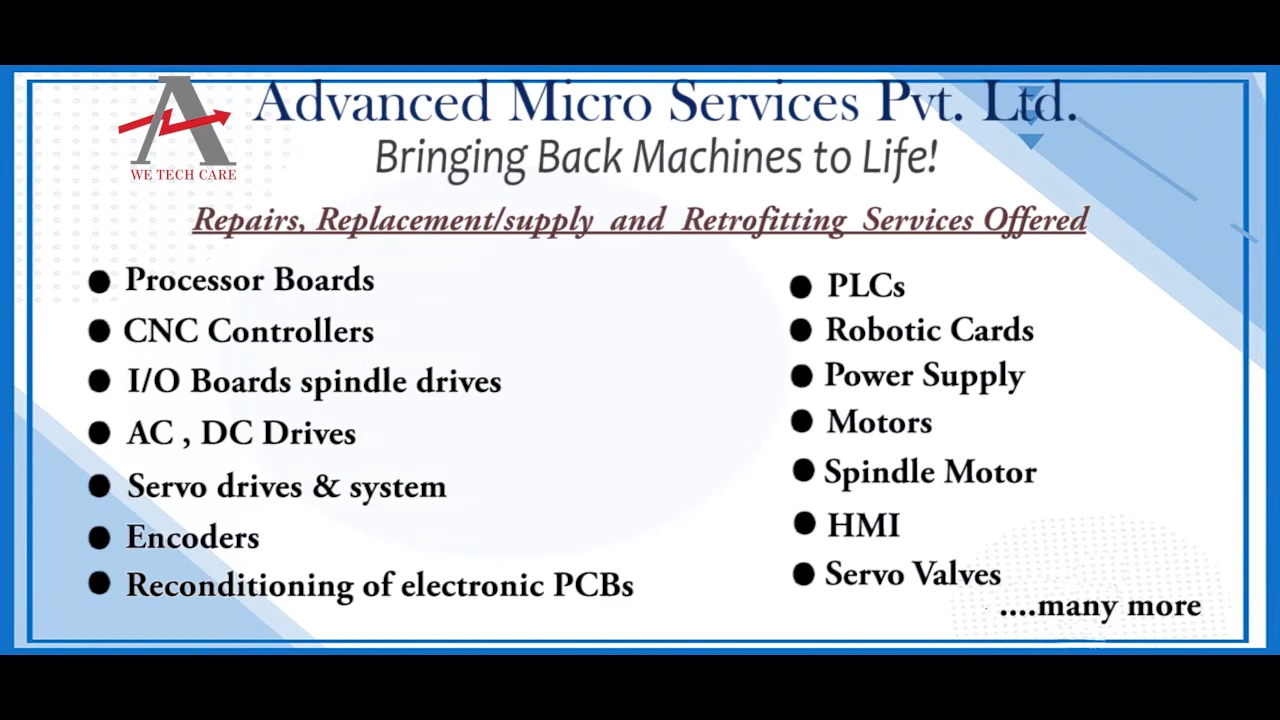 Advanced Micro Services Pvt. Ltd.
WE TECH CARE
Bringing Back Machines to Life!
Repairs, Replacement/supply and Retrofitting Services Offered
Processor Boards
CNC Controllers
I/O Boards spindle drives
AC , DC Drives
Servo drives & system
Encoders
Reconditioning of electronic PCBs
PLCs
Robotic Cards
Power Supply
Motors
Spindle Motor
HMI
Servo Valves
....many more